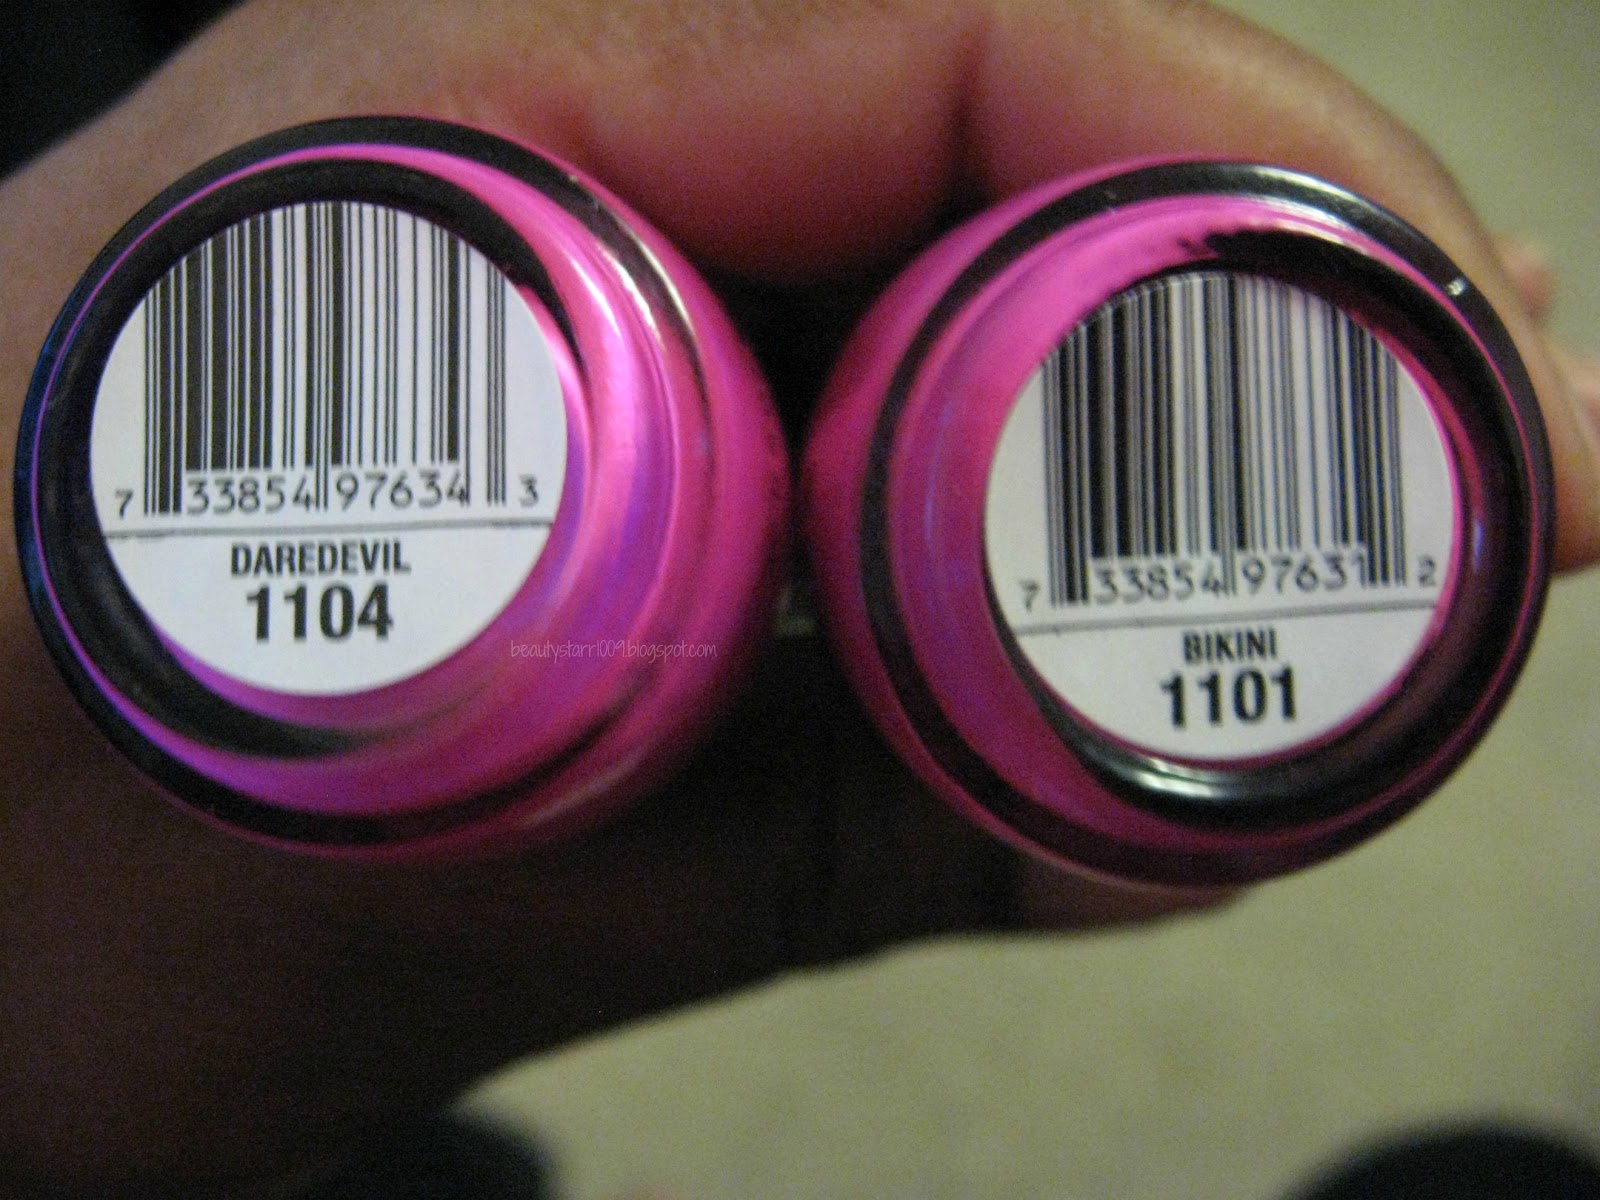 7 33854 97634 3
DAREDEVIL
1104
beautystarr1009.blogspot.com
7 33854 97631 2
BIKINI
1101